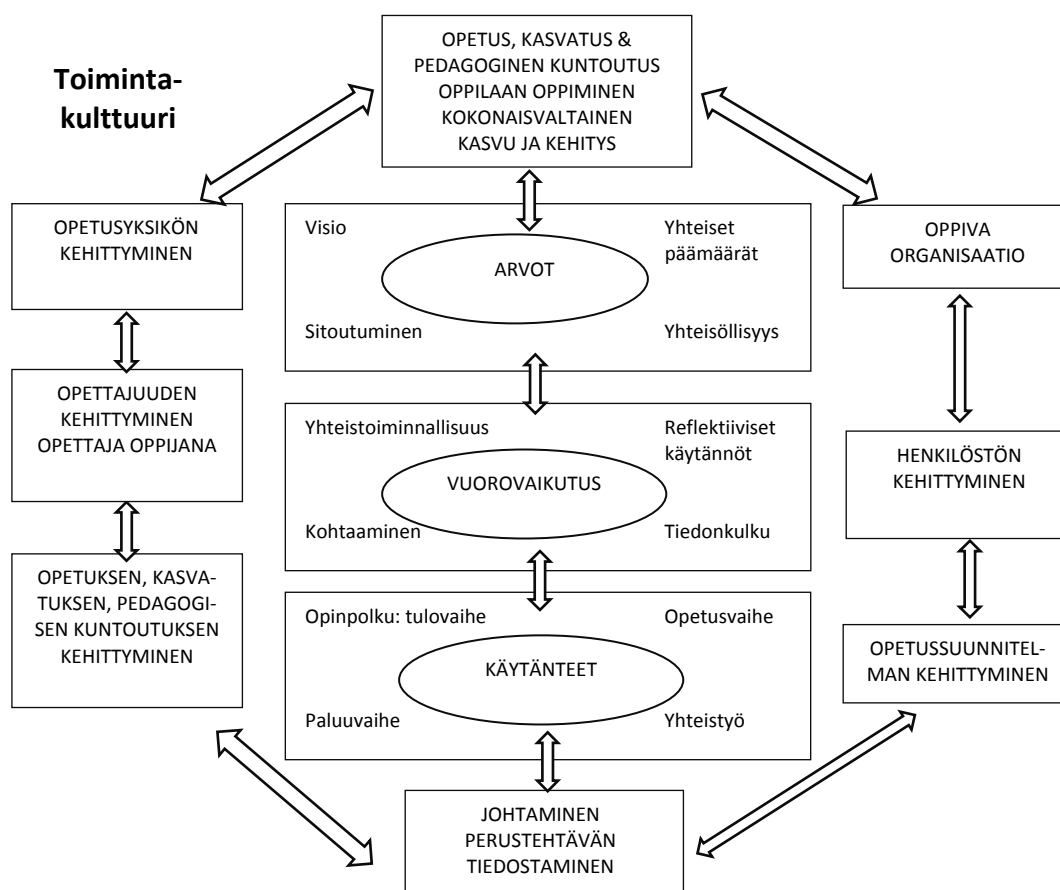 Toiminta-
kulttuuri
OPETUS, KASVATUS &
PEDAGOGINEN KUNTOUTUS
OPPILAAN OPPIMINEN
KOKONAISVALTAINEN
KASVU JA KEHITYS
OPETUSYKSIKÖN
KEHITTYMINEN
Visio
Yhteiset
päämäärät
ARVOT
Sitoutuminen
Yhteisöllisyys
OPPIVA
ORGANISAATIO
OPETTAJUUDEN
KEHITTYMINEN
OPETTAJA OPPIJANA
Yhteistoiminnallisuus
Reflektiiviset
käytännöt
VUOROVAIKUTUS
Kohtaaminen
Tiedonkulku
HENKILÖSTÖN
KEHITTYMINEN
OPETUKSEN, KASVA-
TUKSEN, PEDAGOGI-
SEN KUNTOUTUKSEN
KEHITTYMINEN
Opinpolku: tulovaihe
Opetusvaihe
KÄYTÄNTEET
Paluuvaihe
Yhteistyö
OPETUSSUUNNITEL-
MAN KEHITTYMINEN
JOHTAMINEN
PERUSTEHTÄVÄN
TIEDOSTAMINEN